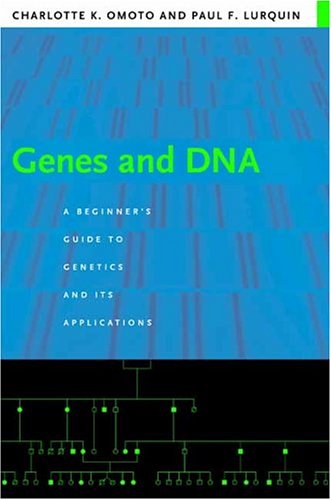 CHARLOTTE K. OMOTO AND PAUL F. LURQUIN
Genes and DNA
A BEGINNER'S
GUIDE TO
GENETICS
AND ITS
APPLICATIONS